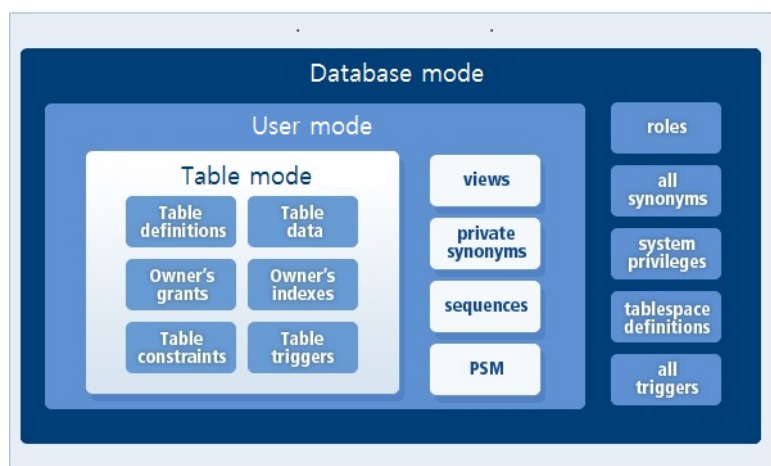 Database mode
User mode
Table mode
Table
definitions
Table
data
Owner's
grants
Owner's
indexes
Table
constraints
Table
triggers
views
private
synonyms
sequences
PSM
roles
all
synonyms
system
privileges
tablespace
definitions
all
triggers